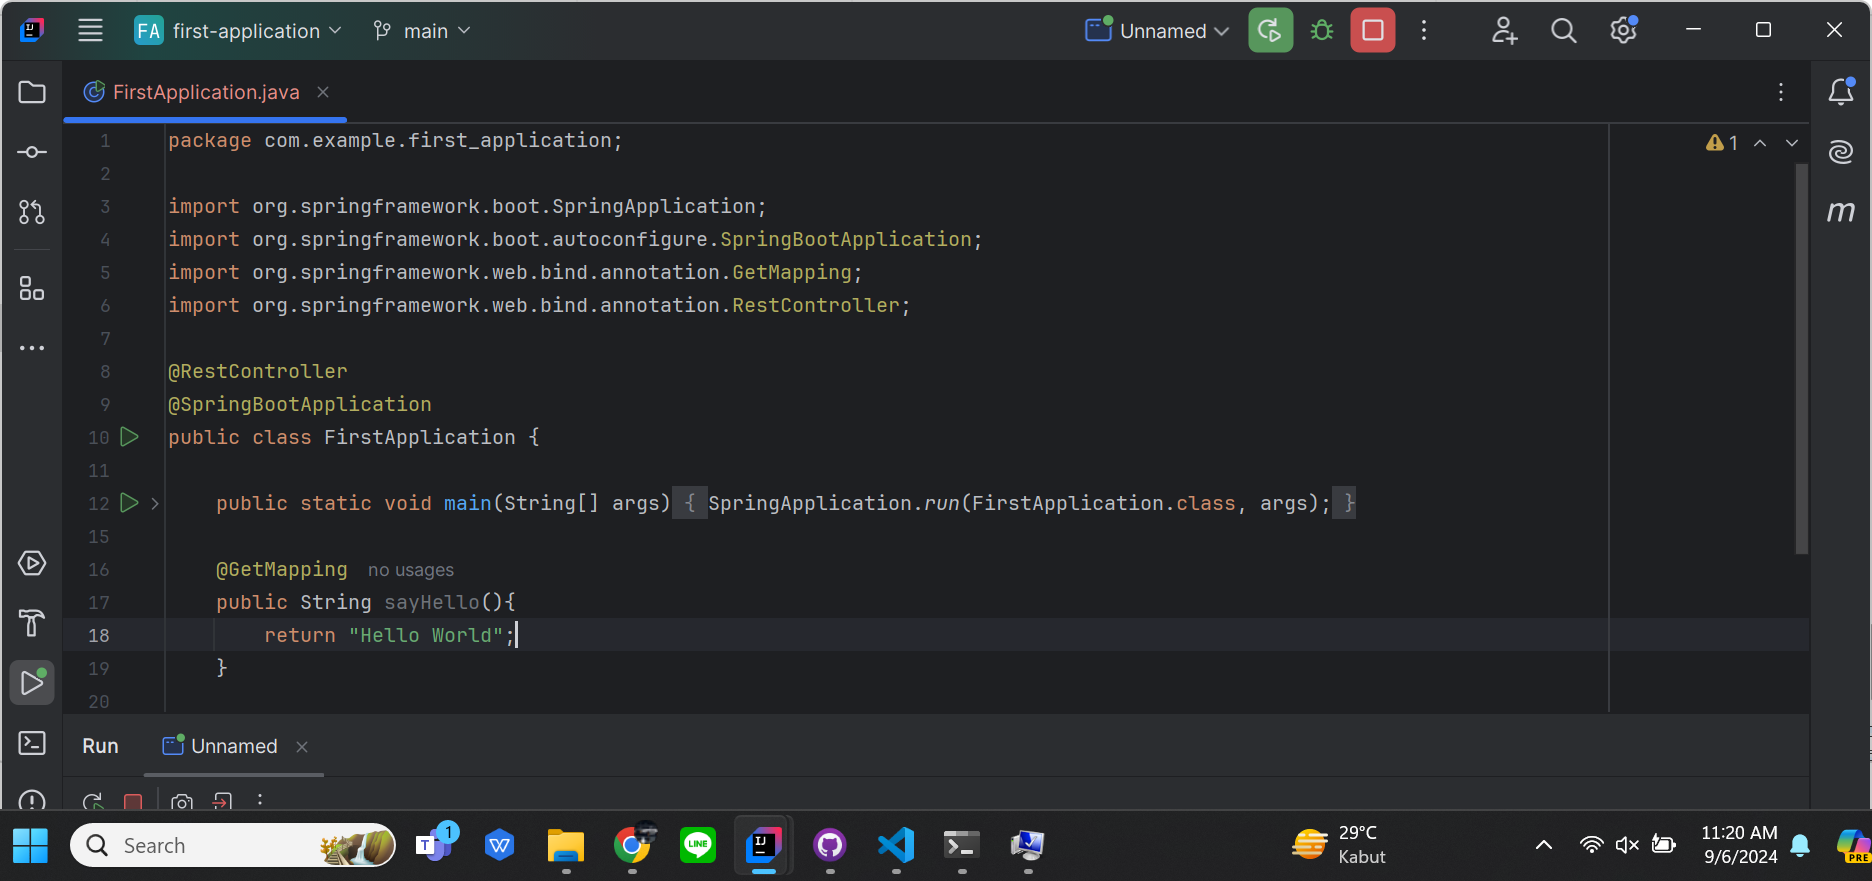 FA first-application main Unnamed
FirstApplication.java
1 package com.example.first_application; 1
2
3 import org.springframework.boot.SpringApplication;
4 import org.springframework.boot.autoconfigure.SpringBootApplication;
5 import org.springframework.web.bind.annotation.GetMapping;
6 import org.springframework.web.bind.annotation.RestController;
7
8 @RestController
9 @SpringBootApplication
10 public class FirstApplication {
11
12 public static void main(String[] args) { SpringApplication.run(FirstApplication.class, args); }
15
16 @GetMapping no usages
17 public String sayHello(){
18 return "Hello World";
19 }
20
Run Unnamed
Search
T 1
W
LINE
IJ
29°C
Kabut
11:20 AM
9/6/2024
PRE